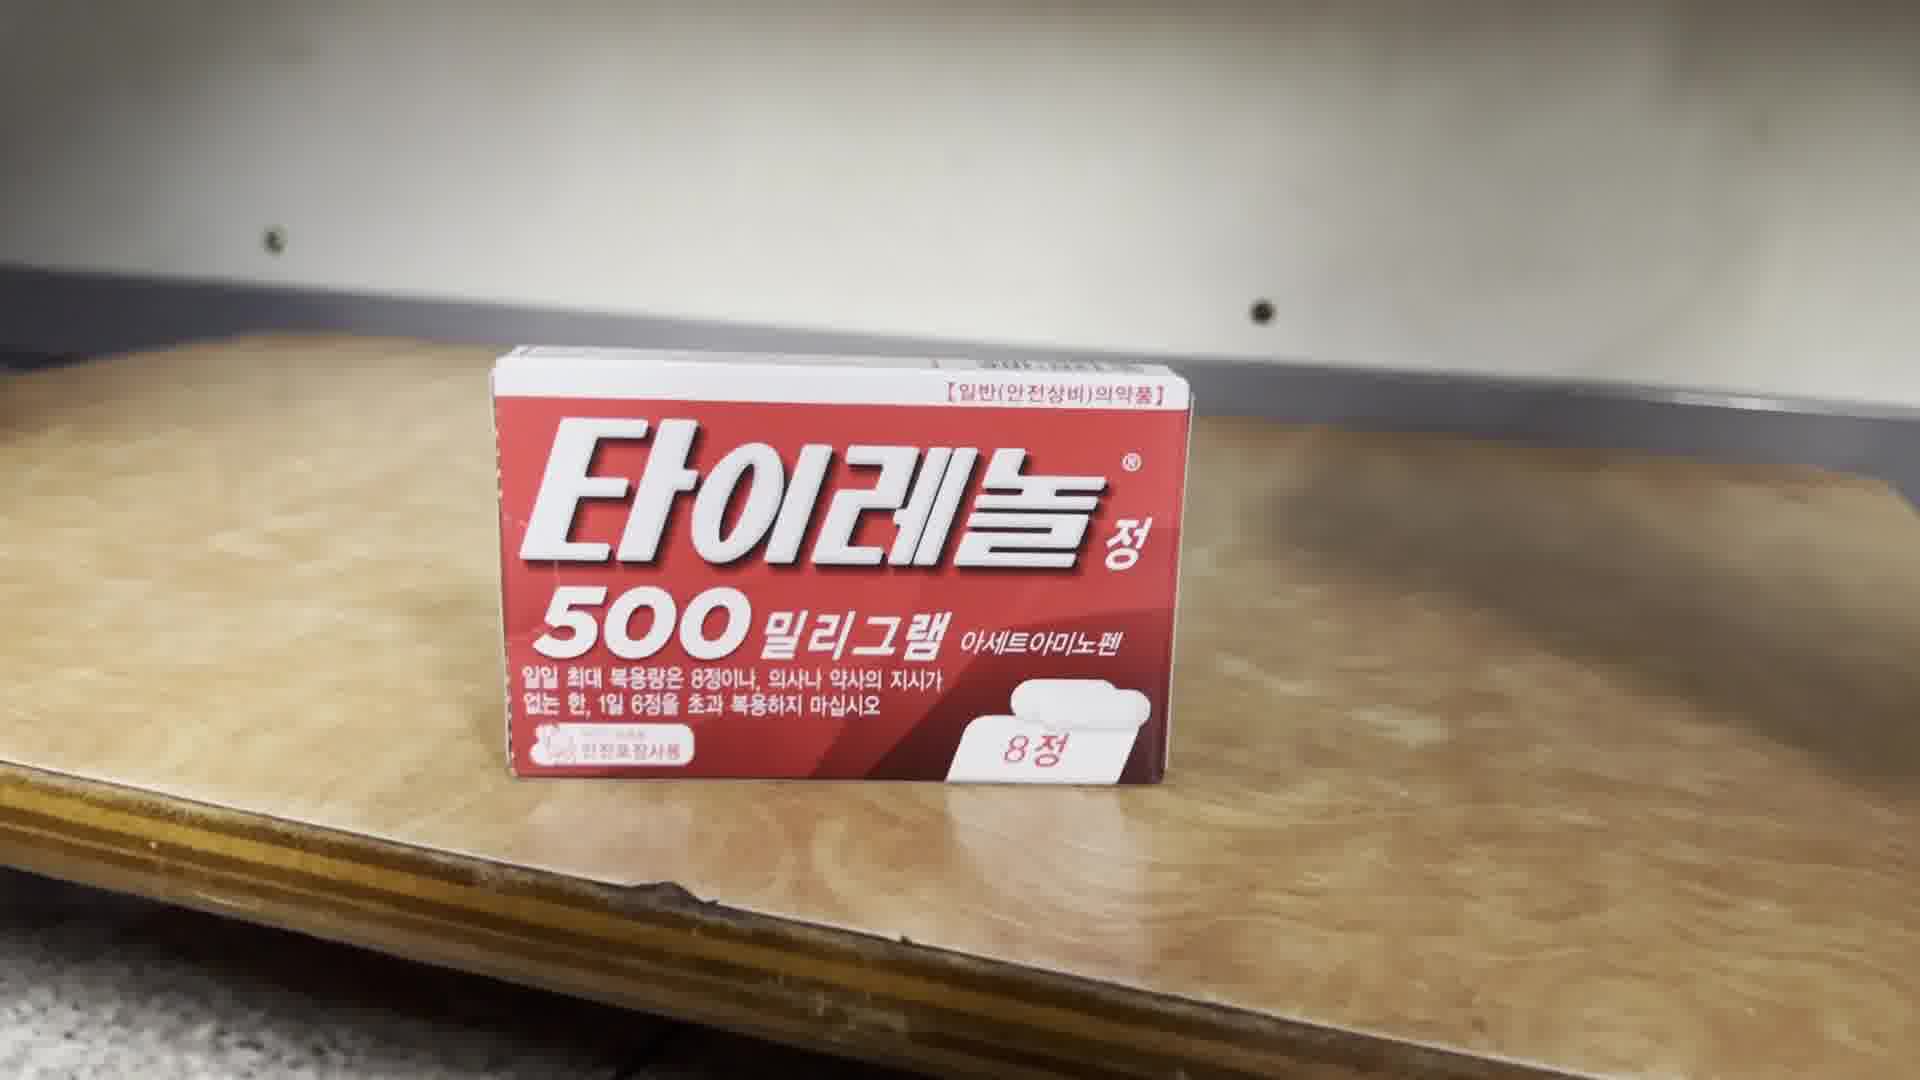 【일반(안전상비)의약품】
타이레놀® 정
500 밀리그램 아세트아미노펜
일일 최대 복용량은 8정이나, 의사나 약사의 지시가
없는 한, 1일 6정을 초과 복용하지 마십시오
안전포장사용
8정